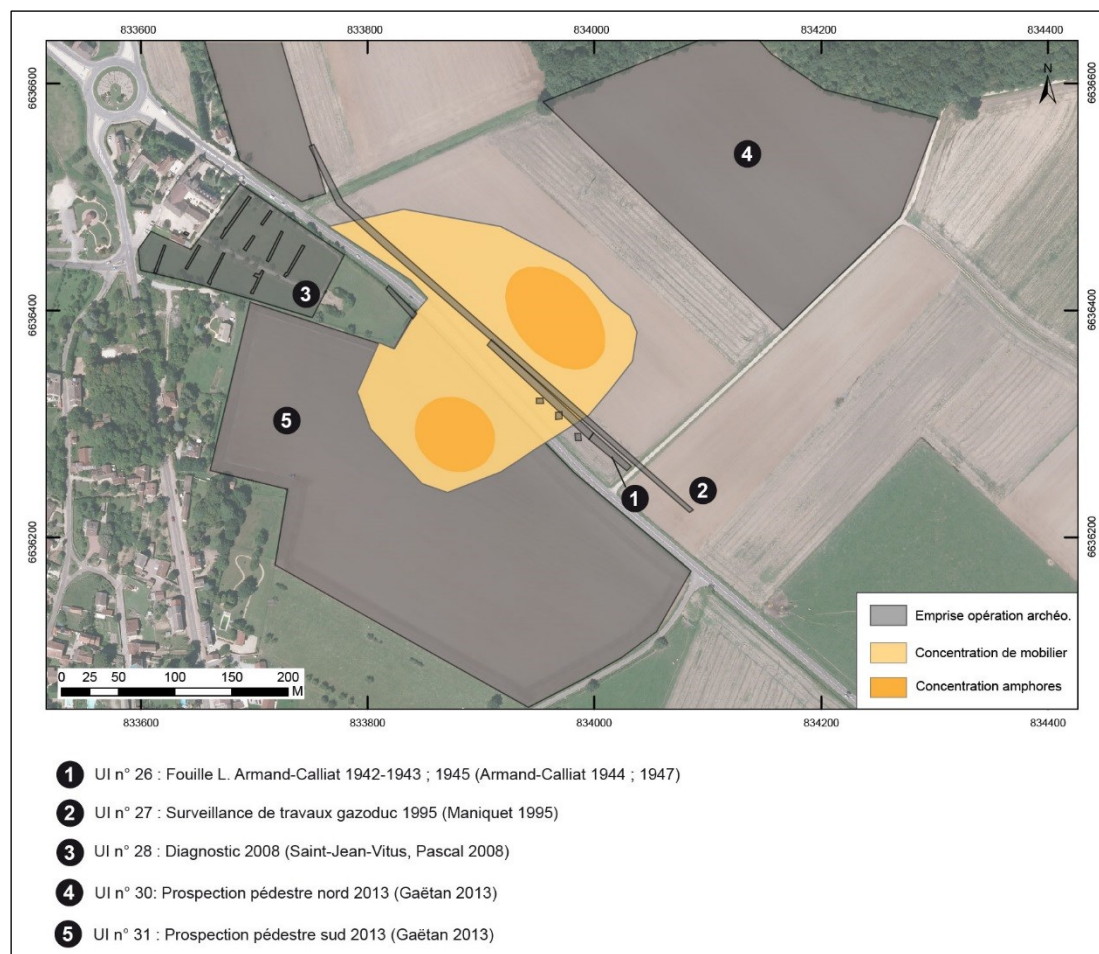 833600 833800 834000 834200 834400
6636600 6636600
N
4
3
6636400 6636400
5
1
2
6636200 6636200
Emprise opération archéo.
Concentration de mobilier
Concentration amphores
0 25 50 100 150 200
M
833600 833800 834000 834200 834400
1 UI n° 26 : Fouille L. Armand-Calliat 1942-1943 ; 1945 (Armand-Calliat 1944 ; 1947)
2 UI n° 27 : Surveillance de travaux gazoduc 1995 (Maniquet 1995)
3 UI n° 28 : Diagnostic 2008 (Saint-Jean-Vitus, Pascal 2008)
4 UI n° 30: Prospection pédestre nord 2013 (Gaëtan 2013)
5 UI n° 31 : Prospection pédestre sud 2013 (Gaëtan 2013)